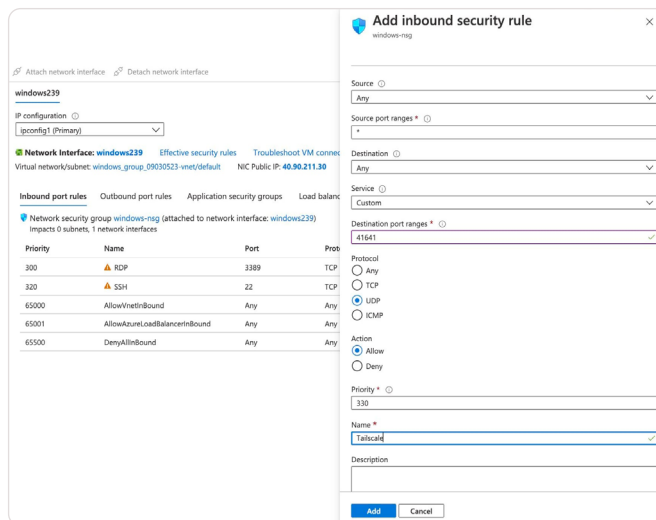 Attach network interface Detach network interface
windows239
IP configuration
ipconfig1 (Primary)
Network Interface: windows239 Effective security rules Troubleshoot VM connec
Virtual network/subnet: windows_group_09030523-vnet/default NIC Public IP: 40.90.211.30
Inbound port rules Outbound port rules Application security groups Load balanc
Network security group windows-nsg (attached to network interface: windows239)
Impacts 0 subnets, 1 network interfaces
Priority Name Port Proto
300 RDP 3389 TCP
320 SSH 22 TCP
65000 AllowVnetInBound Any Any
65001 AllowAzureLoadBalancerInBound Any Any
65500 DenyAllInBound Any Any
Add inbound security rule
windows-nsg
Source
Any
Source port ranges *
*
Destination
Any
Service
Custom
Destination port ranges *
41641
Protocol
Any
TCP
UDP
ICMP
Action
Allow
Deny
Priority *
330
Name *
Tailscale
Description
Add Cancel